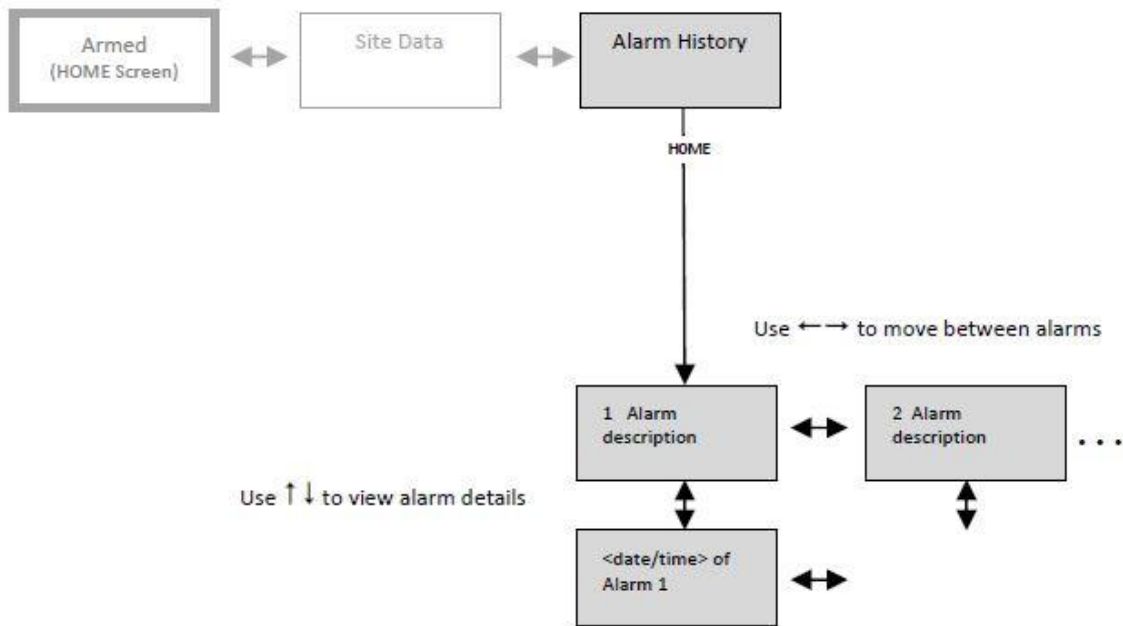 Armed
(HOME Screen)
Site Data
Alarm History
HOME
Use ←→ to move between alarms
1 Alarm
description
2 Alarm
description
...
Use ↑↓ to view alarm details
<date/time> of
Alarm 1